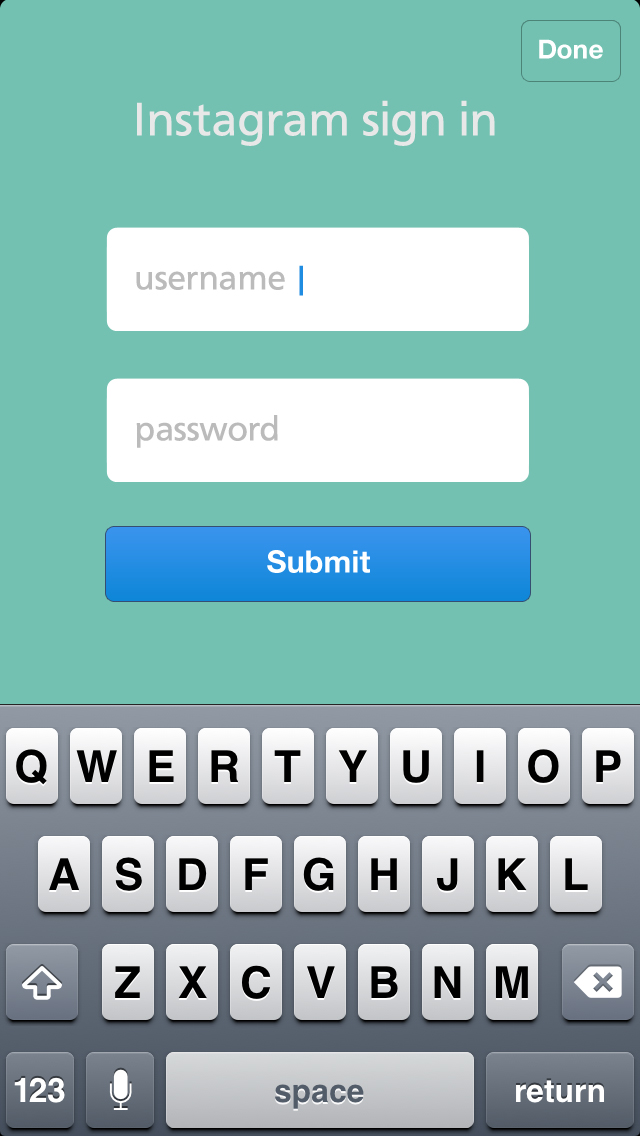 Done
Instagram sign in
username
password
Submit
Q W E R T Y U I O P
A S D F G H J K L
Z X C V B N M
123 space return